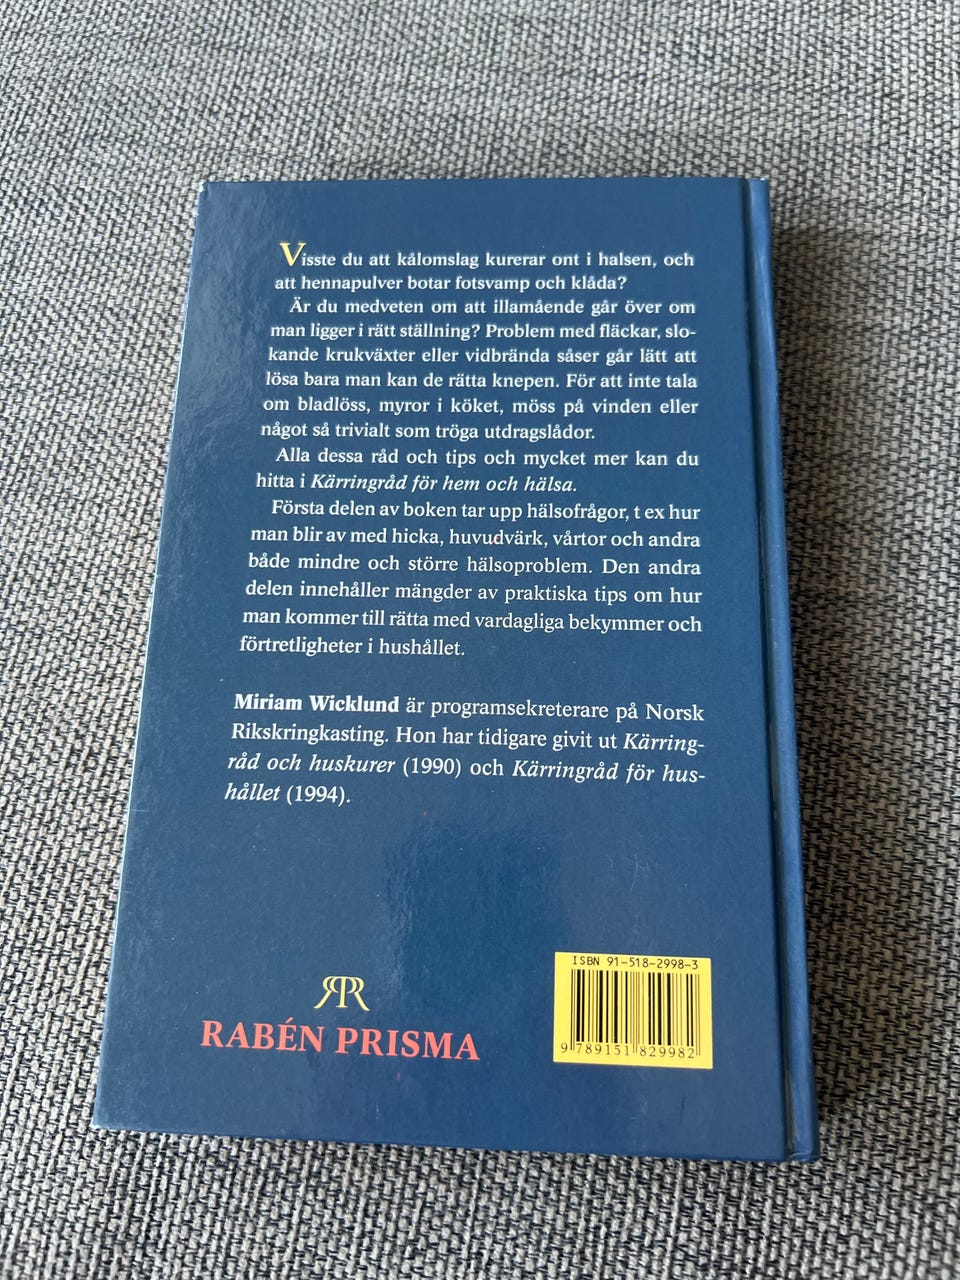 Visste du att kålomslag kurerar ont i halsen, och
att hennapulver botar fotsvamp och klåda?
Är du medveten om att illamående går över om
man ligger i rätt ställning? Problem med fläckar, slo-
kande krukväxter eller vidbrända såser går lätt att
lösa bara man kan de rätta knepen. För att inte tala
om bladlöss, myror i köket, möss på vinden eller
något så trivialt som tröga utdragslådor.
Alla dessa råd och tips och mycket mer kan du
hitta i Kärringråd för hem och hälsa.
Första delen av boken tar upp hälsofrågor, t ex hur
man blir av med hicka, huvudvärk, vårtor och andra
både mindre och större hälsoproblem. Den andra
delen innehåller mängder av praktiska tips om hur
man kommer till rätta med vardagliga bekymmer och
förtretligheter i hushållet.
Miriam Wicklund är programsekreterare på Norsk
Rikskringkasting. Hon har tidigare givit ut Kärring-
råd och huskurer (1990) och Kärringråd för hus-
hållet (1994).
RPR
RABÉN PRISMA
ISBN 91-518-2998-3
9 789151 829982